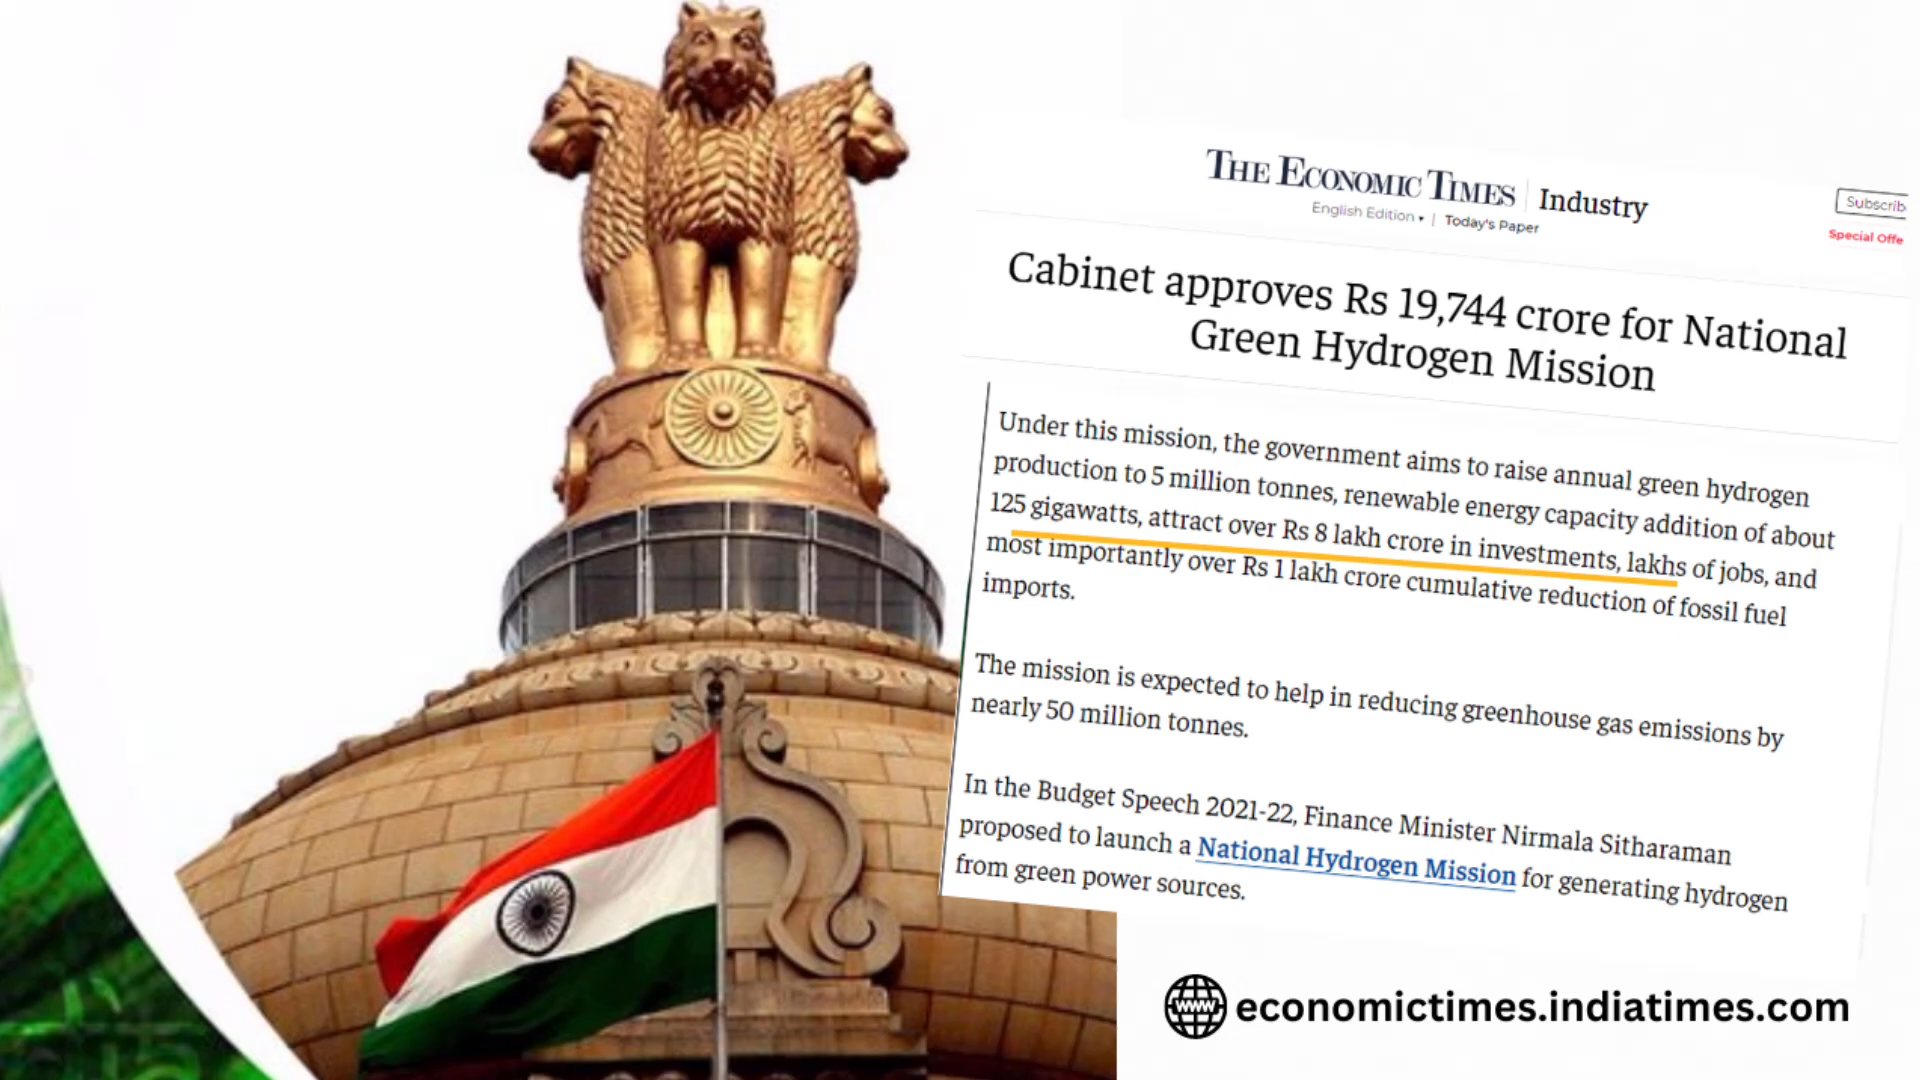 THE ECONOMIC TIMES | Industry
English Edition ▾ | Today's Paper
Subscrib
Special Offe
Cabinet approves Rs 19,744 crore for National
Green Hydrogen Mission
Under this mission, the government aims to raise annual green hydrogen
production to 5 million tonnes, renewable energy capacity addition of about
125 gigawatts, attract over Rs 8 lakh crore in investments, lakhs of jobs, and
most importantly over Rs 1 lakh crore cumulative reduction of fossil fuel
imports.
The mission is expected to help in reducing greenhouse gas emissions by
nearly 50 million tonnes.
In the Budget Speech 2021-22, Finance Minister Nirmala Sitharaman
proposed to launch a National Hydrogen Mission for generating hydrogen
from green power sources.
www
economictimes.indiatimes.com